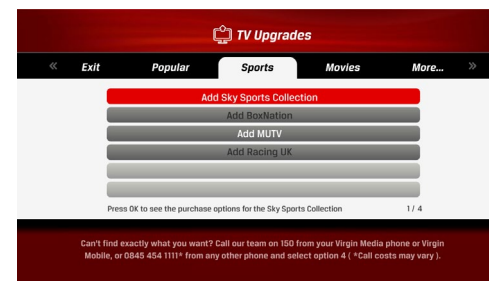 TV Upgrades
Exit Popular Sports Movies More...
Add Sky Sports Collection
Add BoxNation
Add MUTV
Add Racing UK
Press OK to see the purchase options for the Sky Sports Collection 1 / 4
Can't find exactly what you want? Call our team on 150 from your Virgin Media phone or Virgin
Mobile, or 0845 454 1111* from any other phone and select option 4 ( *Call costs may vary ).